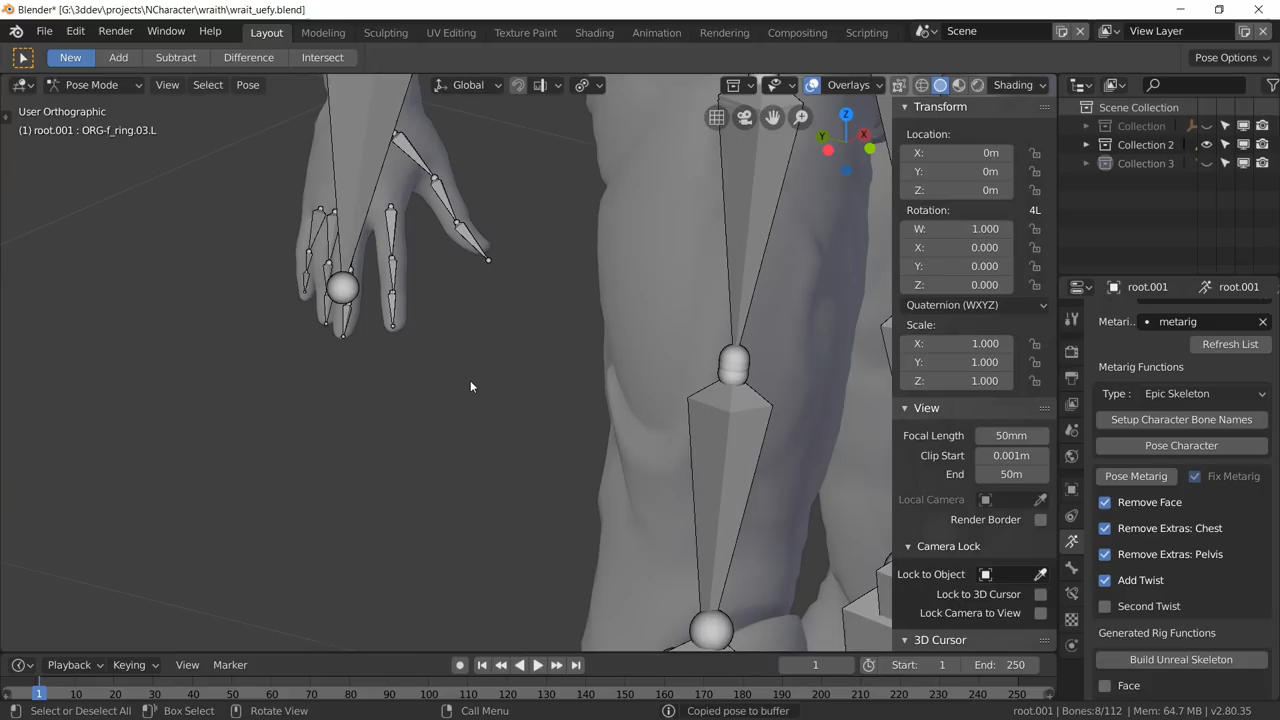 Blender* [G:\3ddev\projects\NCharacter\wraith\wrait_uefy.blend]
File Edit Render Window Help Layout Modeling Sculpting UV Editing Texture Paint Shading Animation Rendering Compositing Scripting Scene View Layer
New Add Subtract Difference Intersect Pose Options
Pose Mode View Select Pose Global Overlays Shading
User Orthographic
(1) root.001 : ORG-f_ring.03.L
Z
Y
X
Transform
Location:
X: 0m
Y: 0m
Z: 0m
Rotation: 4L
W: 1.000
X: 0.000
Y: 0.000
Z: 0.000
Quaternion (WXYZ)
Scale:
X: 1.000
Y: 1.000
Z: 1.000
View
Focal Length 50mm
Clip Start 0.001m
End 50m
Local Camera
Render Border
Camera Lock
Lock to Object
Lock to 3D Cursor
Lock Camera to View
3D Cursor
Scene Collection
Collection
Collection 2
Collection 3
root.001 root.001
Metari.. metarig
Refresh List
Metarig Functions
Type : Epic Skeleton
Setup Character Bone Names
Pose Character
Pose Metarig Fix Metarig
Remove Face
Remove Extras: Chest
Remove Extras: Pelvis
Add Twist
Second Twist
Generated Rig Functions
Build Unreal Skeleton
Face
Playback Keying View Marker 1 Start: 1 End: 250
1 10 20 30 40 50 60 70 80 90 100 110 120 130 140 150 160 170 180 190 200 210 220 230 240 250
Select or Deselect All Box Select Rotate View Call Menu Copied pose to buffer root.001 | Bones:8/112 | Mem: 64.7 MB | v2.80.35